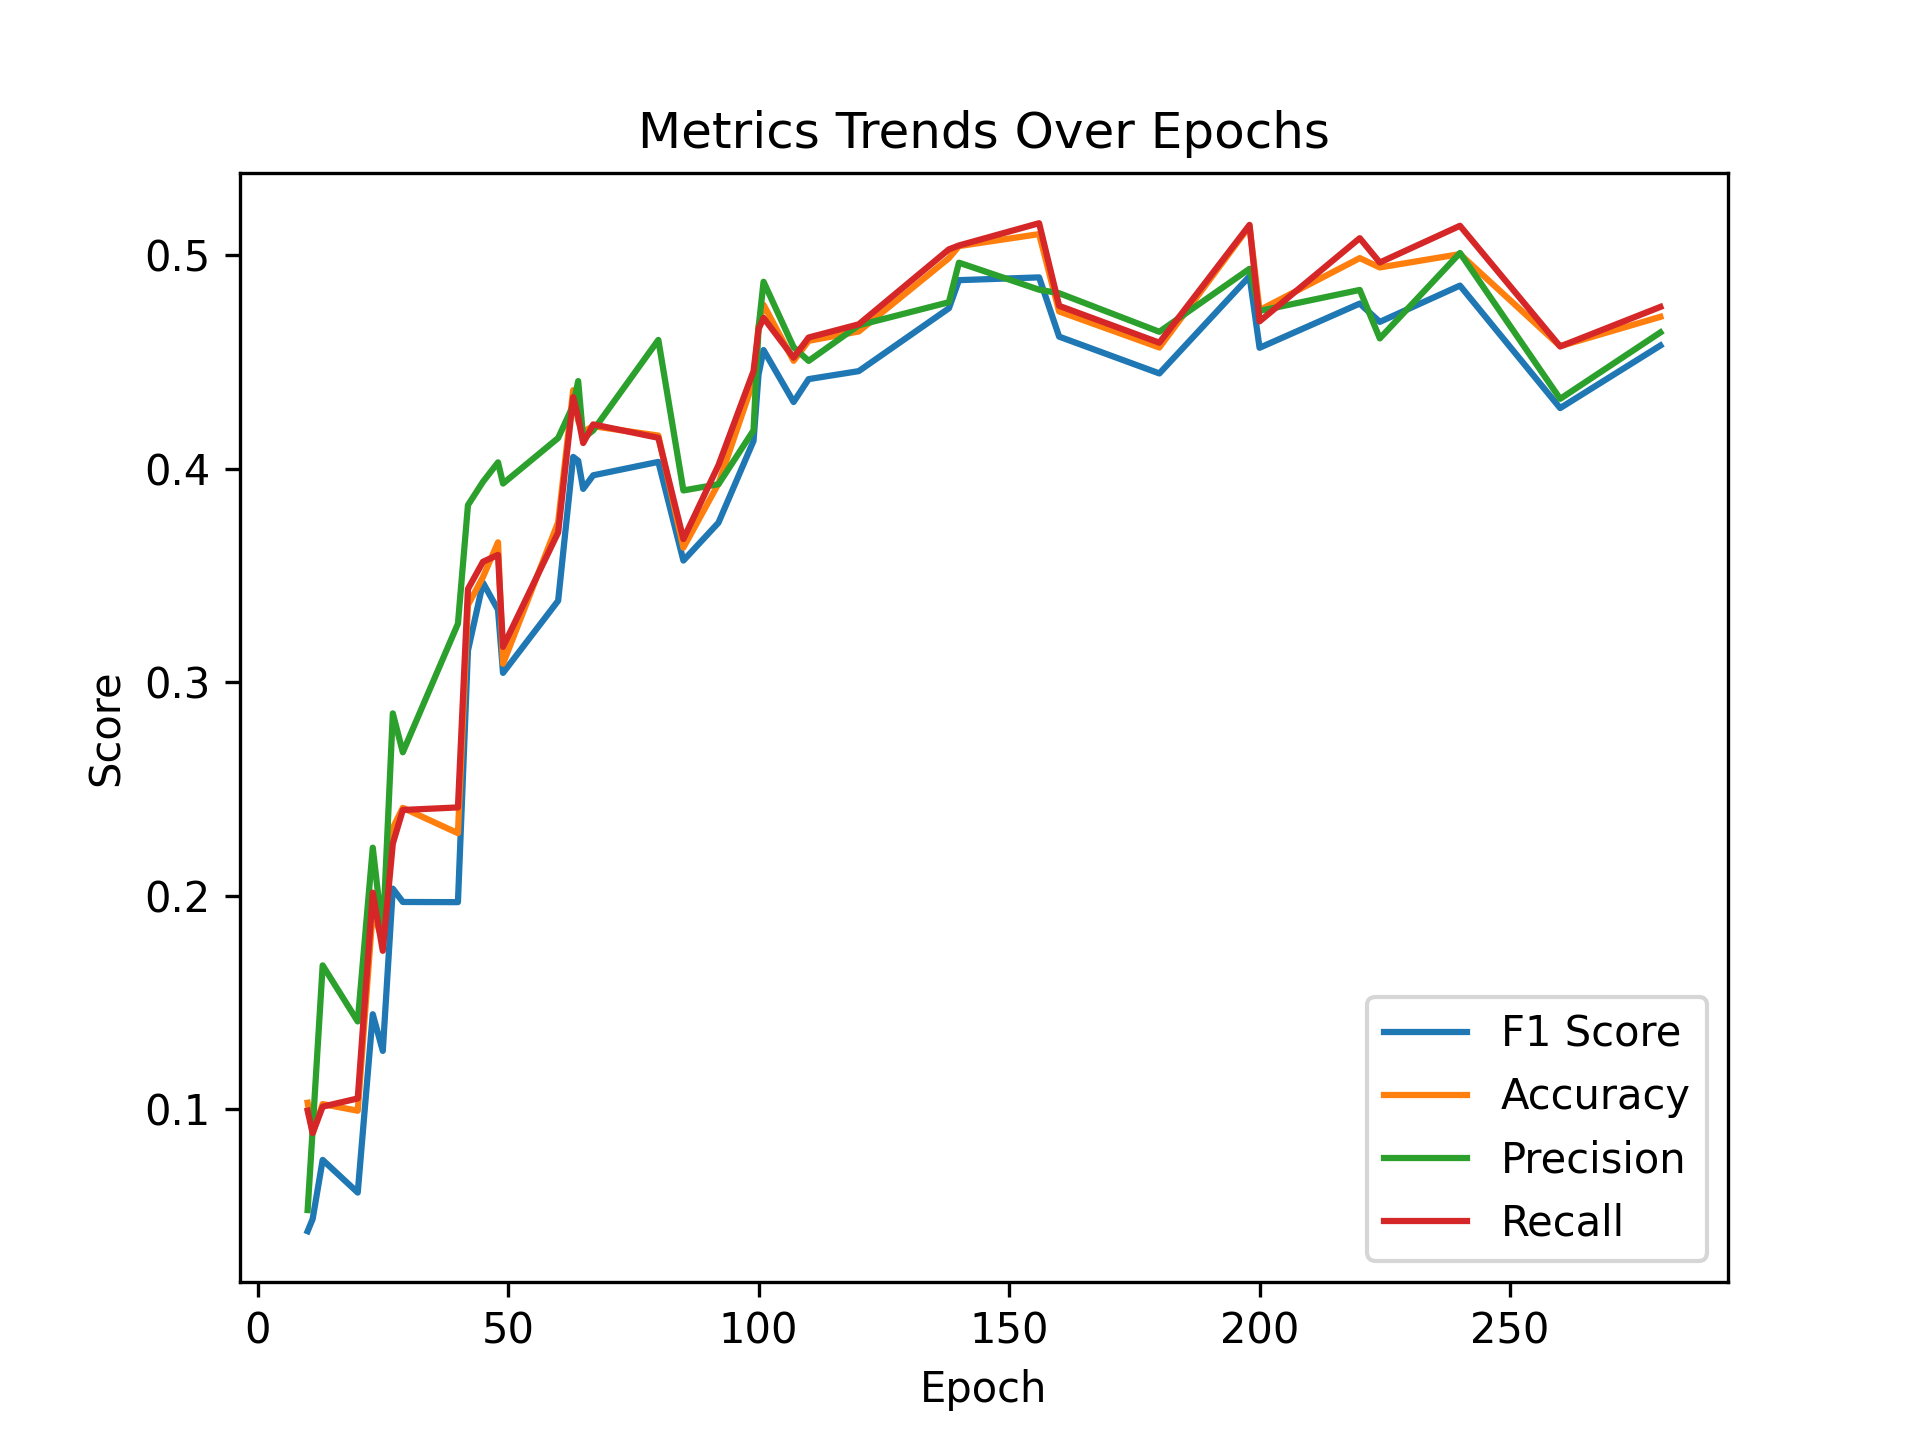 Metrics Trends Over Epochs
Score
0.5
0.4
0.3
0.2
0.1
0 50 100 150 200 250
Epoch
F1 Score
Accuracy
Precision
Recall